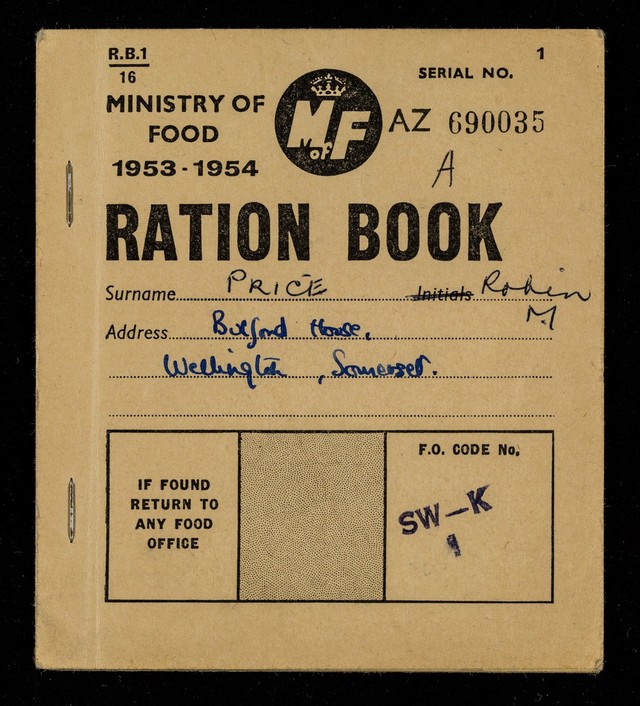 R.B.1
16
1
SERIAL NO.
MINISTRY OF
FOOD
1953-1954
M of F
AZ 690035
A
RATION BOOK
Surname PRICE Initials Robin
M.
Address Bulford House,
Wellington, Somerset.
IF FOUND
RETURN TO
ANY FOOD
OFFICE
F.O. CODE No.
SW-K
1